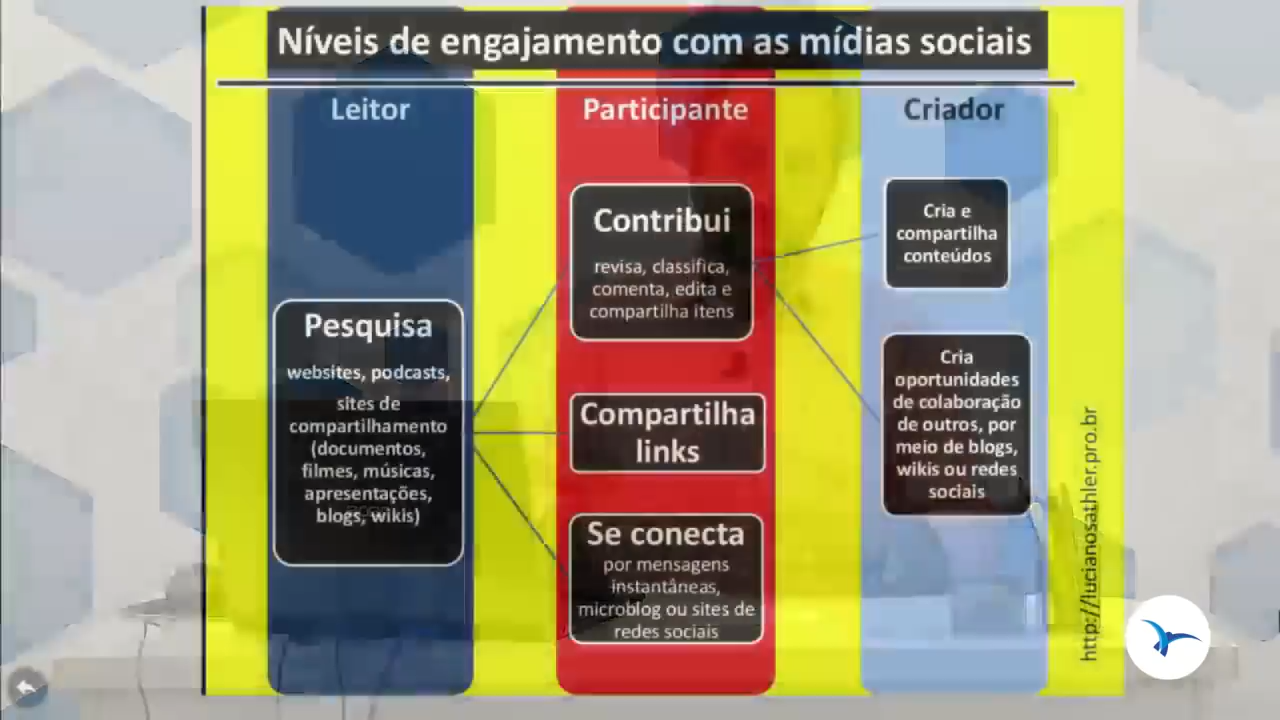 Níveis de engajamento com as mídias sociais
Leitor
Pesquisa
websites, podcasts,
sites de
compartilhamento
(documentos,
filmes, músicas,
apresentações,
blogs, wikis)
Participante
Contribui
revisa, classifica,
comenta, edita e
compartilha itens
Compartilha
links
Se conecta
por mensagens
instantâneas,
microblog ou sites de
redes sociais
Criador
Cria e
compartilha
conteúdos
Cria
oportunidades
de colaboração
de outros, por
meio de blogs,
wikis ou redes
sociais
http://lucianosathler.pro.br